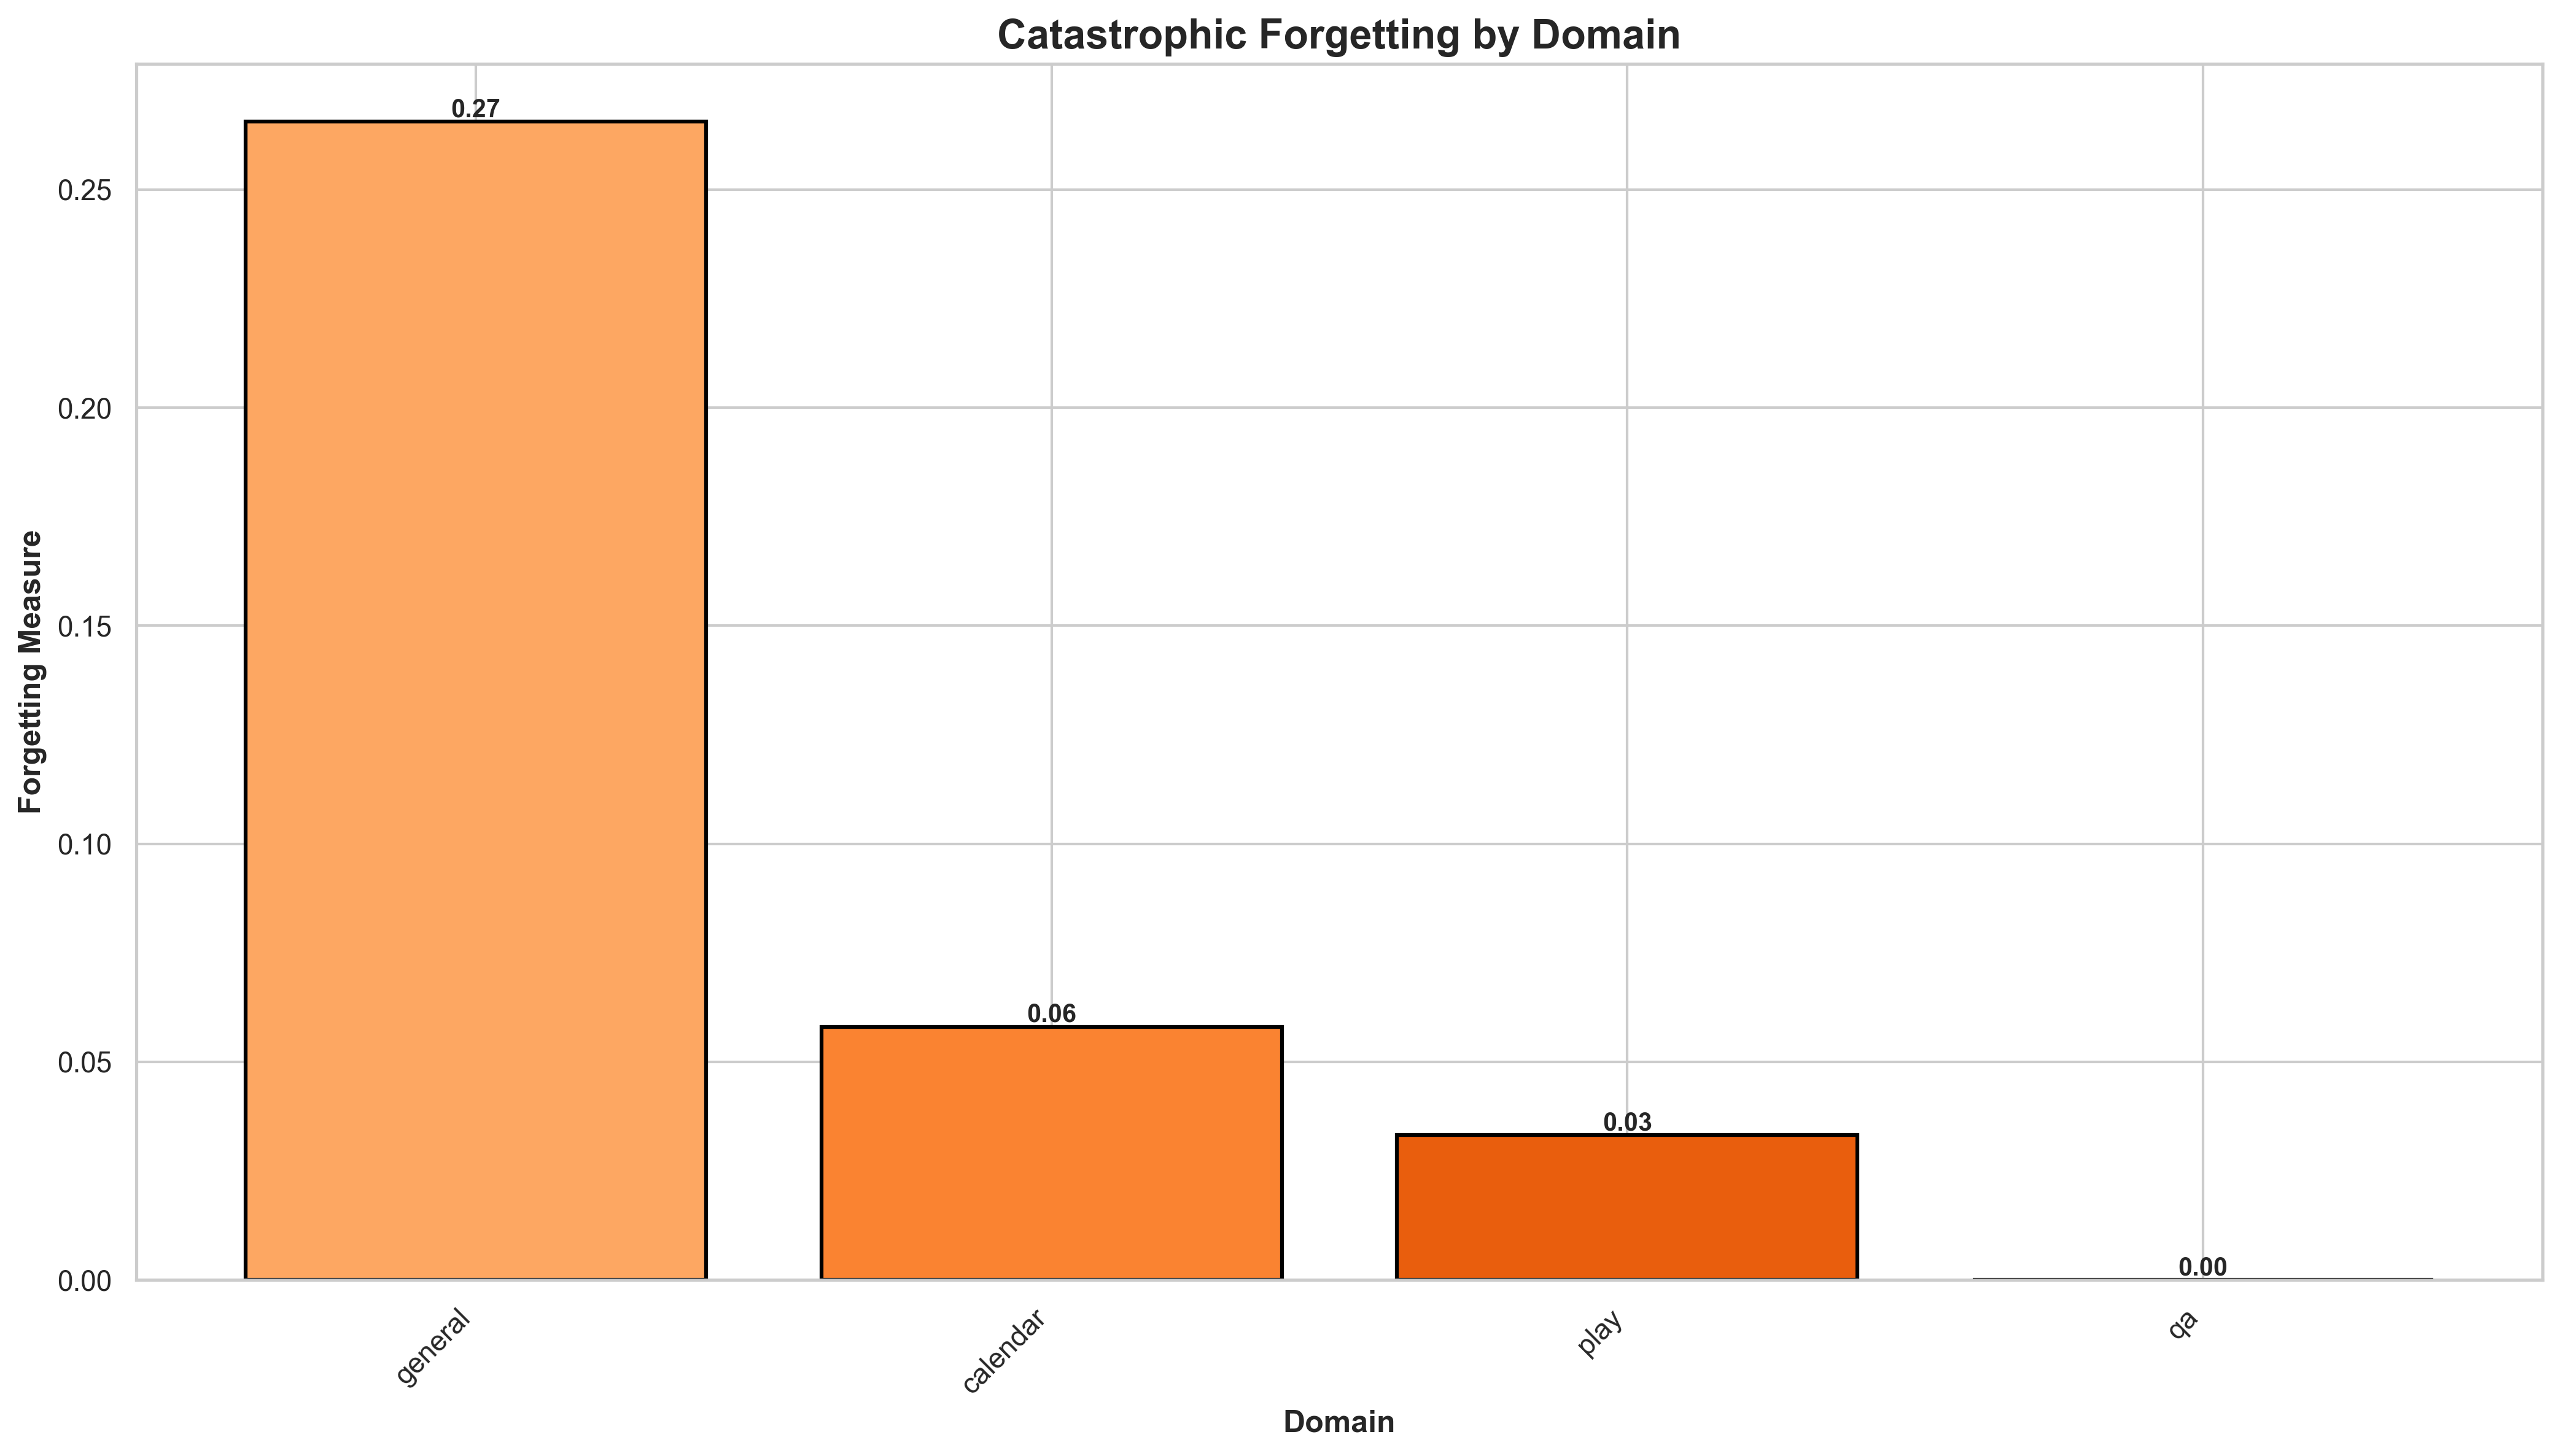 Catastrophic Forgetting by Domain
Forgetting Measure
0.25
0.20
0.15
0.10
0.05
0.00
0.27
0.06
0.03
0.00
general
calendar
play
qa
Domain